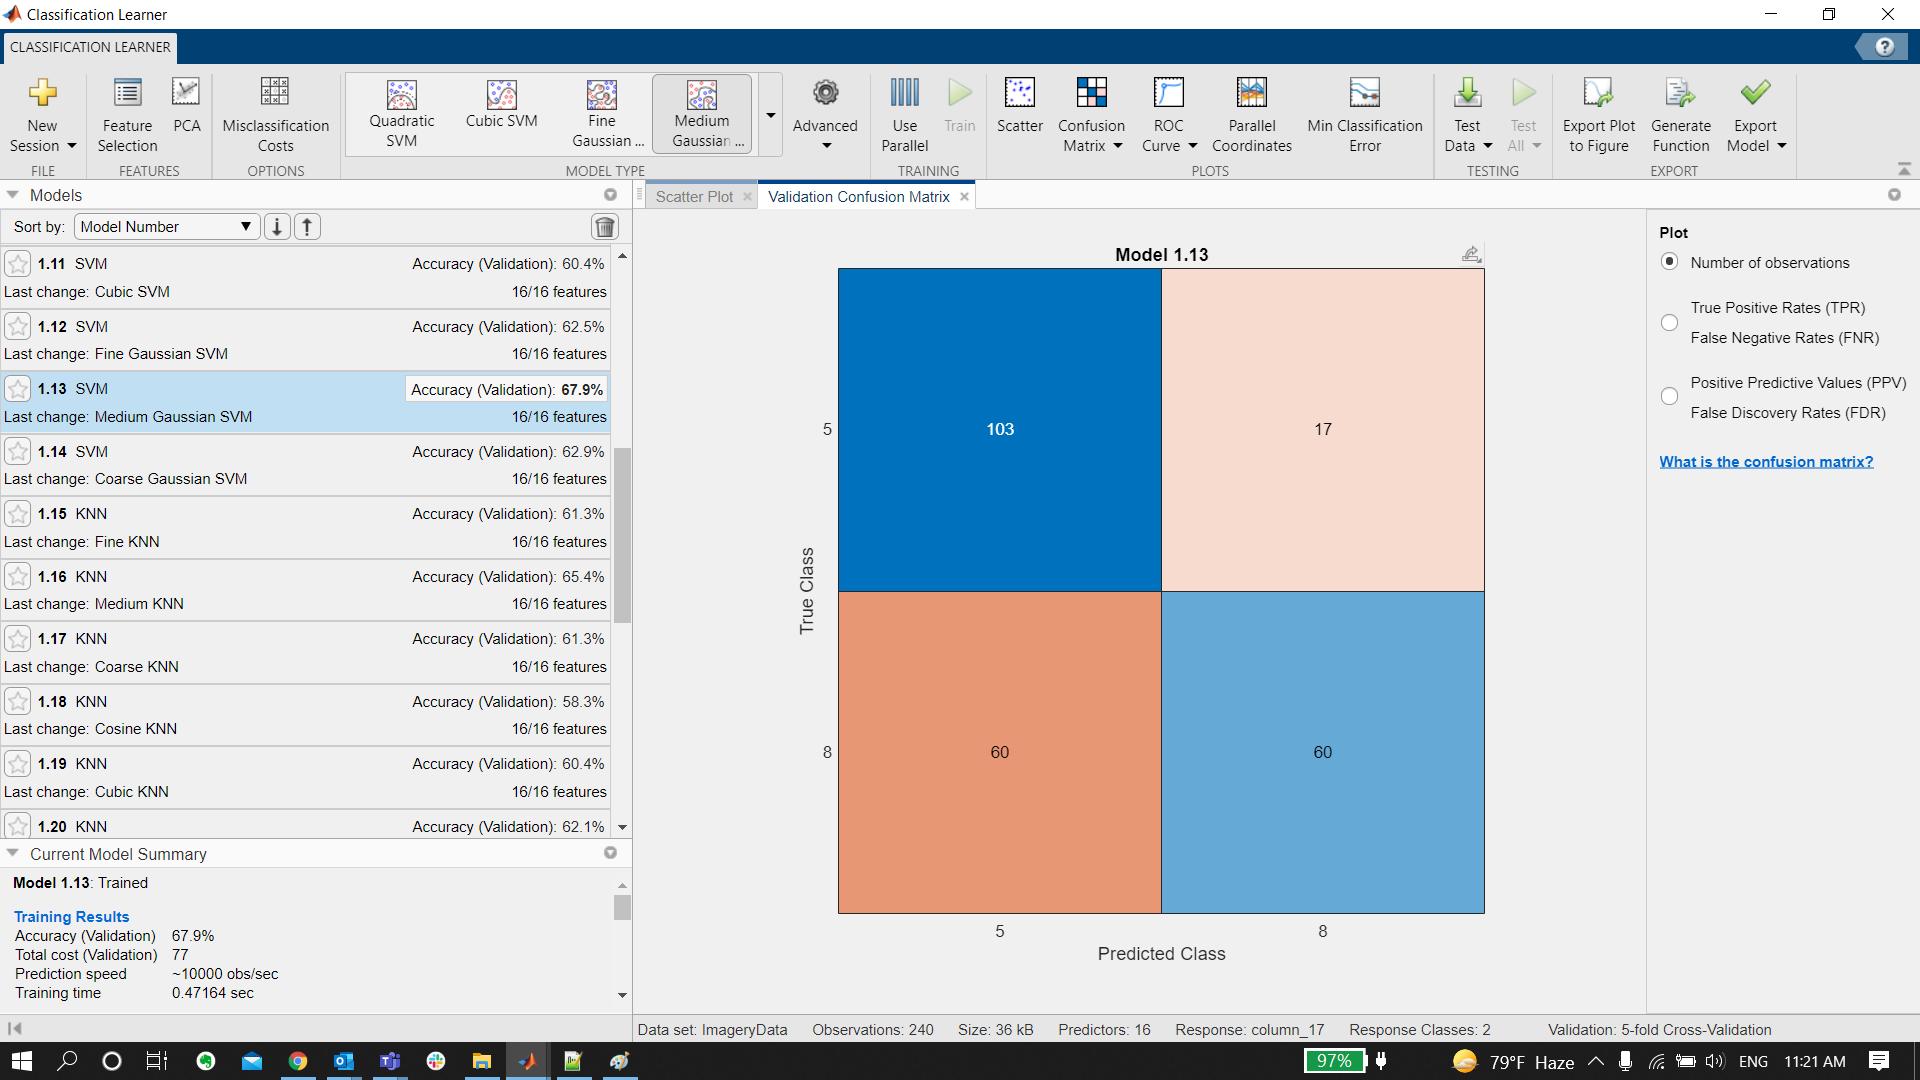 Classification Learner
CLASSIFICATION LEARNER
New Session
Feature Selection
PCA
Misclassification Costs
Quadratic SVM
Cubic SVM
Fine Gaussian ...
Medium Gaussian ...
Advanced
Use Parallel
Train
Scatter
Confusion Matrix
ROC Curve
Parallel Coordinates
Min Classification Error
Test Data
Test All
Export Plot to Figure
Generate Function
Export Model
FILE
FEATURES
OPTIONS
MODEL TYPE
TRAINING
PLOTS
TESTING
EXPORT
Models
Sort by: Model Number
1.11 SVM Accuracy (Validation): 60.4%
Last change: Cubic SVM 16/16 features
1.12 SVM Accuracy (Validation): 62.5%
Last change: Fine Gaussian SVM 16/16 features
1.13 SVM Accuracy (Validation): 67.9%
Last change: Medium Gaussian SVM 16/16 features
1.14 SVM Accuracy (Validation): 62.9%
Last change: Coarse Gaussian SVM 16/16 features
1.15 KNN Accuracy (Validation): 61.3%
Last change: Fine KNN 16/16 features
1.16 KNN Accuracy (Validation): 65.4%
Last change: Medium KNN 16/16 features
1.17 KNN Accuracy (Validation): 61.3%
Last change: Coarse KNN 16/16 features
1.18 KNN Accuracy (Validation): 58.3%
Last change: Cosine KNN 16/16 features
1.19 KNN Accuracy (Validation): 60.4%
Last change: Cubic KNN 16/16 features
1.20 KNN Accuracy (Validation): 62.1%
Current Model Summary
Model 1.13: Trained
Training Results
Accuracy (Validation) 67.9%
Total cost (Validation) 77
Prediction speed ~10000 obs/sec
Training time 0.47164 sec
Scatter Plot
Validation Confusion Matrix
Model 1.13
True Class
5
103
17
8
60
60
5
8
Predicted Class
Plot
Number of observations
True Positive Rates (TPR)
False Negative Rates (FNR)
Positive Predictive Values (PPV)
False Discovery Rates (FDR)
What is the confusion matrix?
Data set: ImageryData Observations: 240 Size: 36 kB Predictors: 16 Response: column_17 Response Classes: 2 Validation: 5-fold Cross-Validation
97%
79°F Haze
ENG
11:21 AM